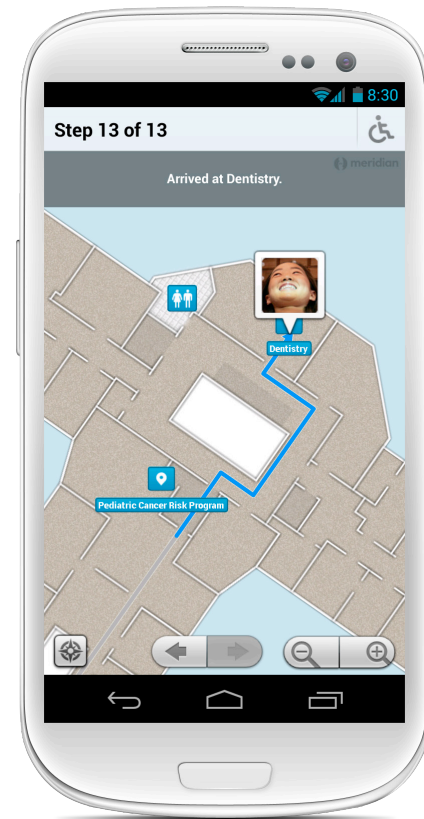 8:30
Step 13 of 13
meridian
Arrived at Dentistry.
Dentistry
Pediatric Cancer Risk Program